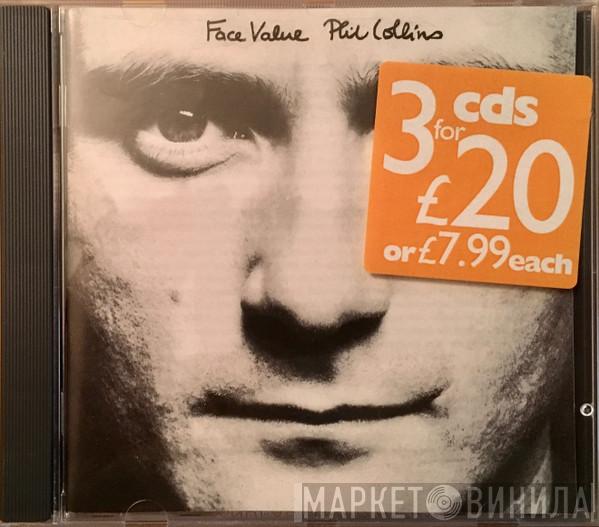 Face Value Phil Collins
3 for cds
£20
or £7.99 each
МАРКЕТ ВИНИЛА